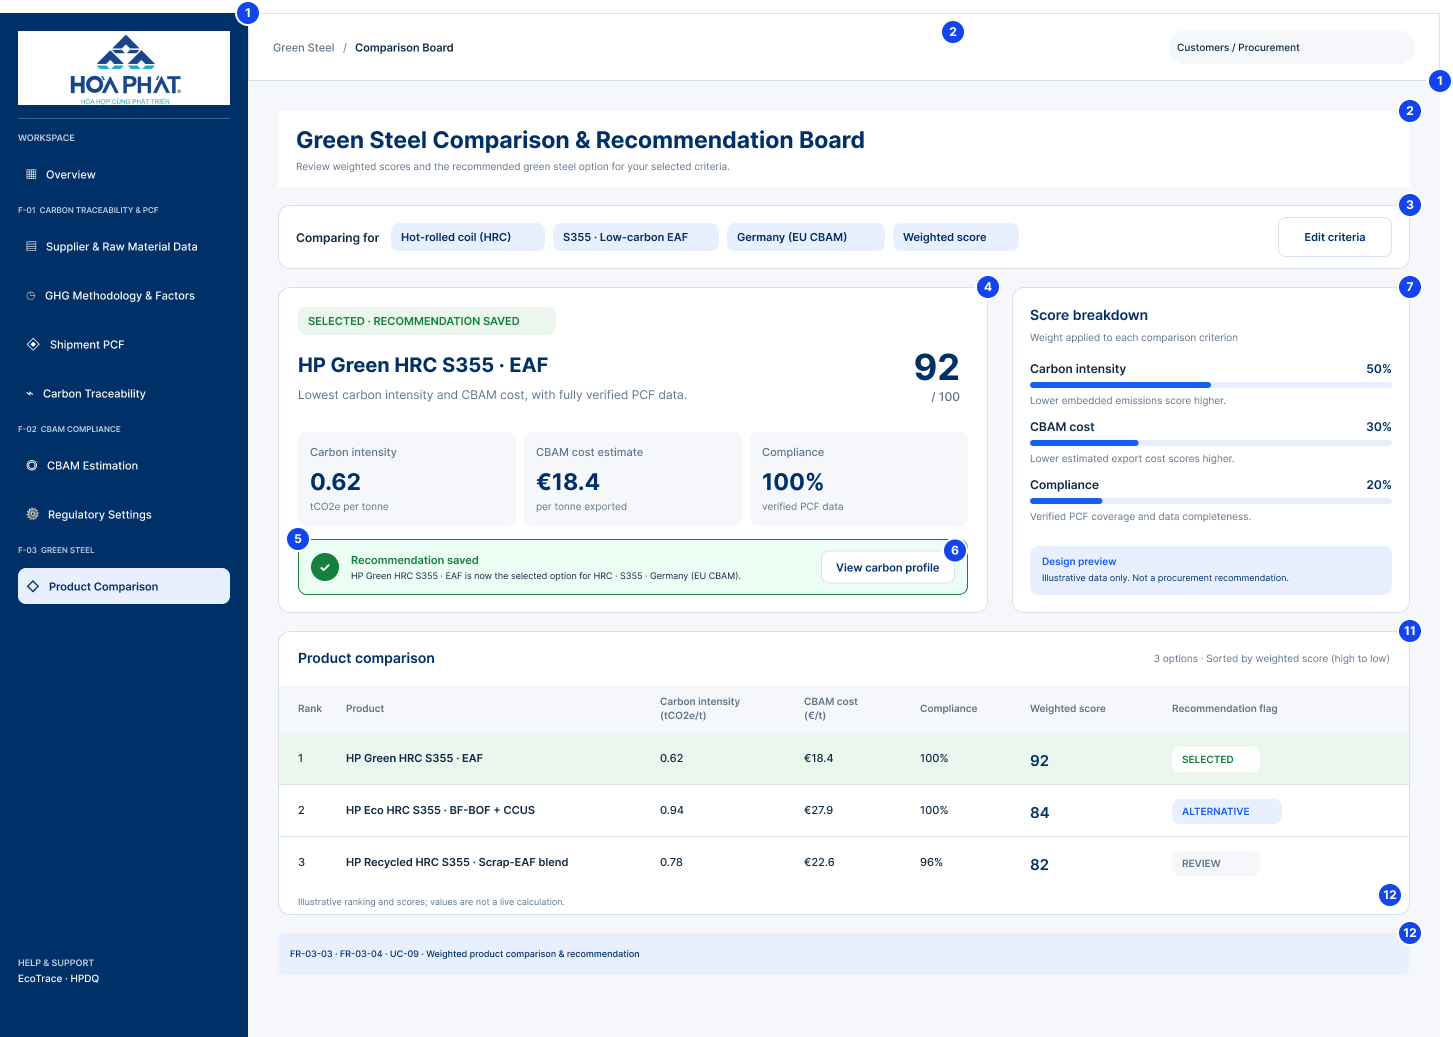 1
2
Green Steel / Comparison Board
Customers / Procurement
1
HÒA PHÁT
HÒA HỢP CÙNG PHÁT TRIỂN
WORKSPACE
Overview
F-01 CARBON TRACEABILITY & PCF
Supplier & Raw Material Data
GHG Methodology & Factors
Shipment PCF
Carbon Traceability
F-02 CBAM COMPLIANCE
CBAM Estimation
Regulatory Settings
F-03 GREEN STEEL
Product Comparison
HELP & SUPPORT
EcoTrace · HPDQ
2
Green Steel Comparison & Recommendation Board
Review weighted scores and the recommended green steel option for your selected criteria.
3
Comparing for
Hot-rolled coil (HRC)
S355 · Low-carbon EAF
Germany (EU CBAM)
Weighted score
Edit criteria
4
SELECTED · RECOMMENDATION SAVED
HP Green HRC S355 · EAF
92
/ 100
Lowest carbon intensity and CBAM cost, with fully verified PCF data.
Carbon intensity
0.62
tCO2e per tonne
CBAM cost estimate
€18.4
per tonne exported
Compliance
100%
verified PCF data
5
6
Recommendation saved
HP Green HRC S355 · EAF is now the selected option for HRC · S355 · Germany (EU CBAM).
View carbon profile
7
Score breakdown
Weight applied to each comparison criterion
Carbon intensity 50%
Lower embedded emissions score higher.
CBAM cost 30%
Lower estimated export cost scores higher.
Compliance 20%
Verified PCF coverage and data completeness.
Design preview
Illustrative data only. Not a procurement recommendation.
11
Product comparison
3 options · Sorted by weighted score (high to low)
Rank Product Carbon intensity (tCO2e/t) CBAM cost (€/t) Compliance Weighted score Recommendation flag
1 HP Green HRC S355 · EAF 0.62 €18.4 100% 92 SELECTED
2 HP Eco HRC S355 · BF-BOF + CCUS 0.94 €27.9 100% 84 ALTERNATIVE
3 HP Recycled HRC S355 · Scrap-EAF blend 0.78 €22.6 96% 82 REVIEW
12
Illustrative ranking and scores; values are not a live calculation.
12
FR-03-03 · FR-03-04 · UC-09 · Weighted product comparison & recommendation